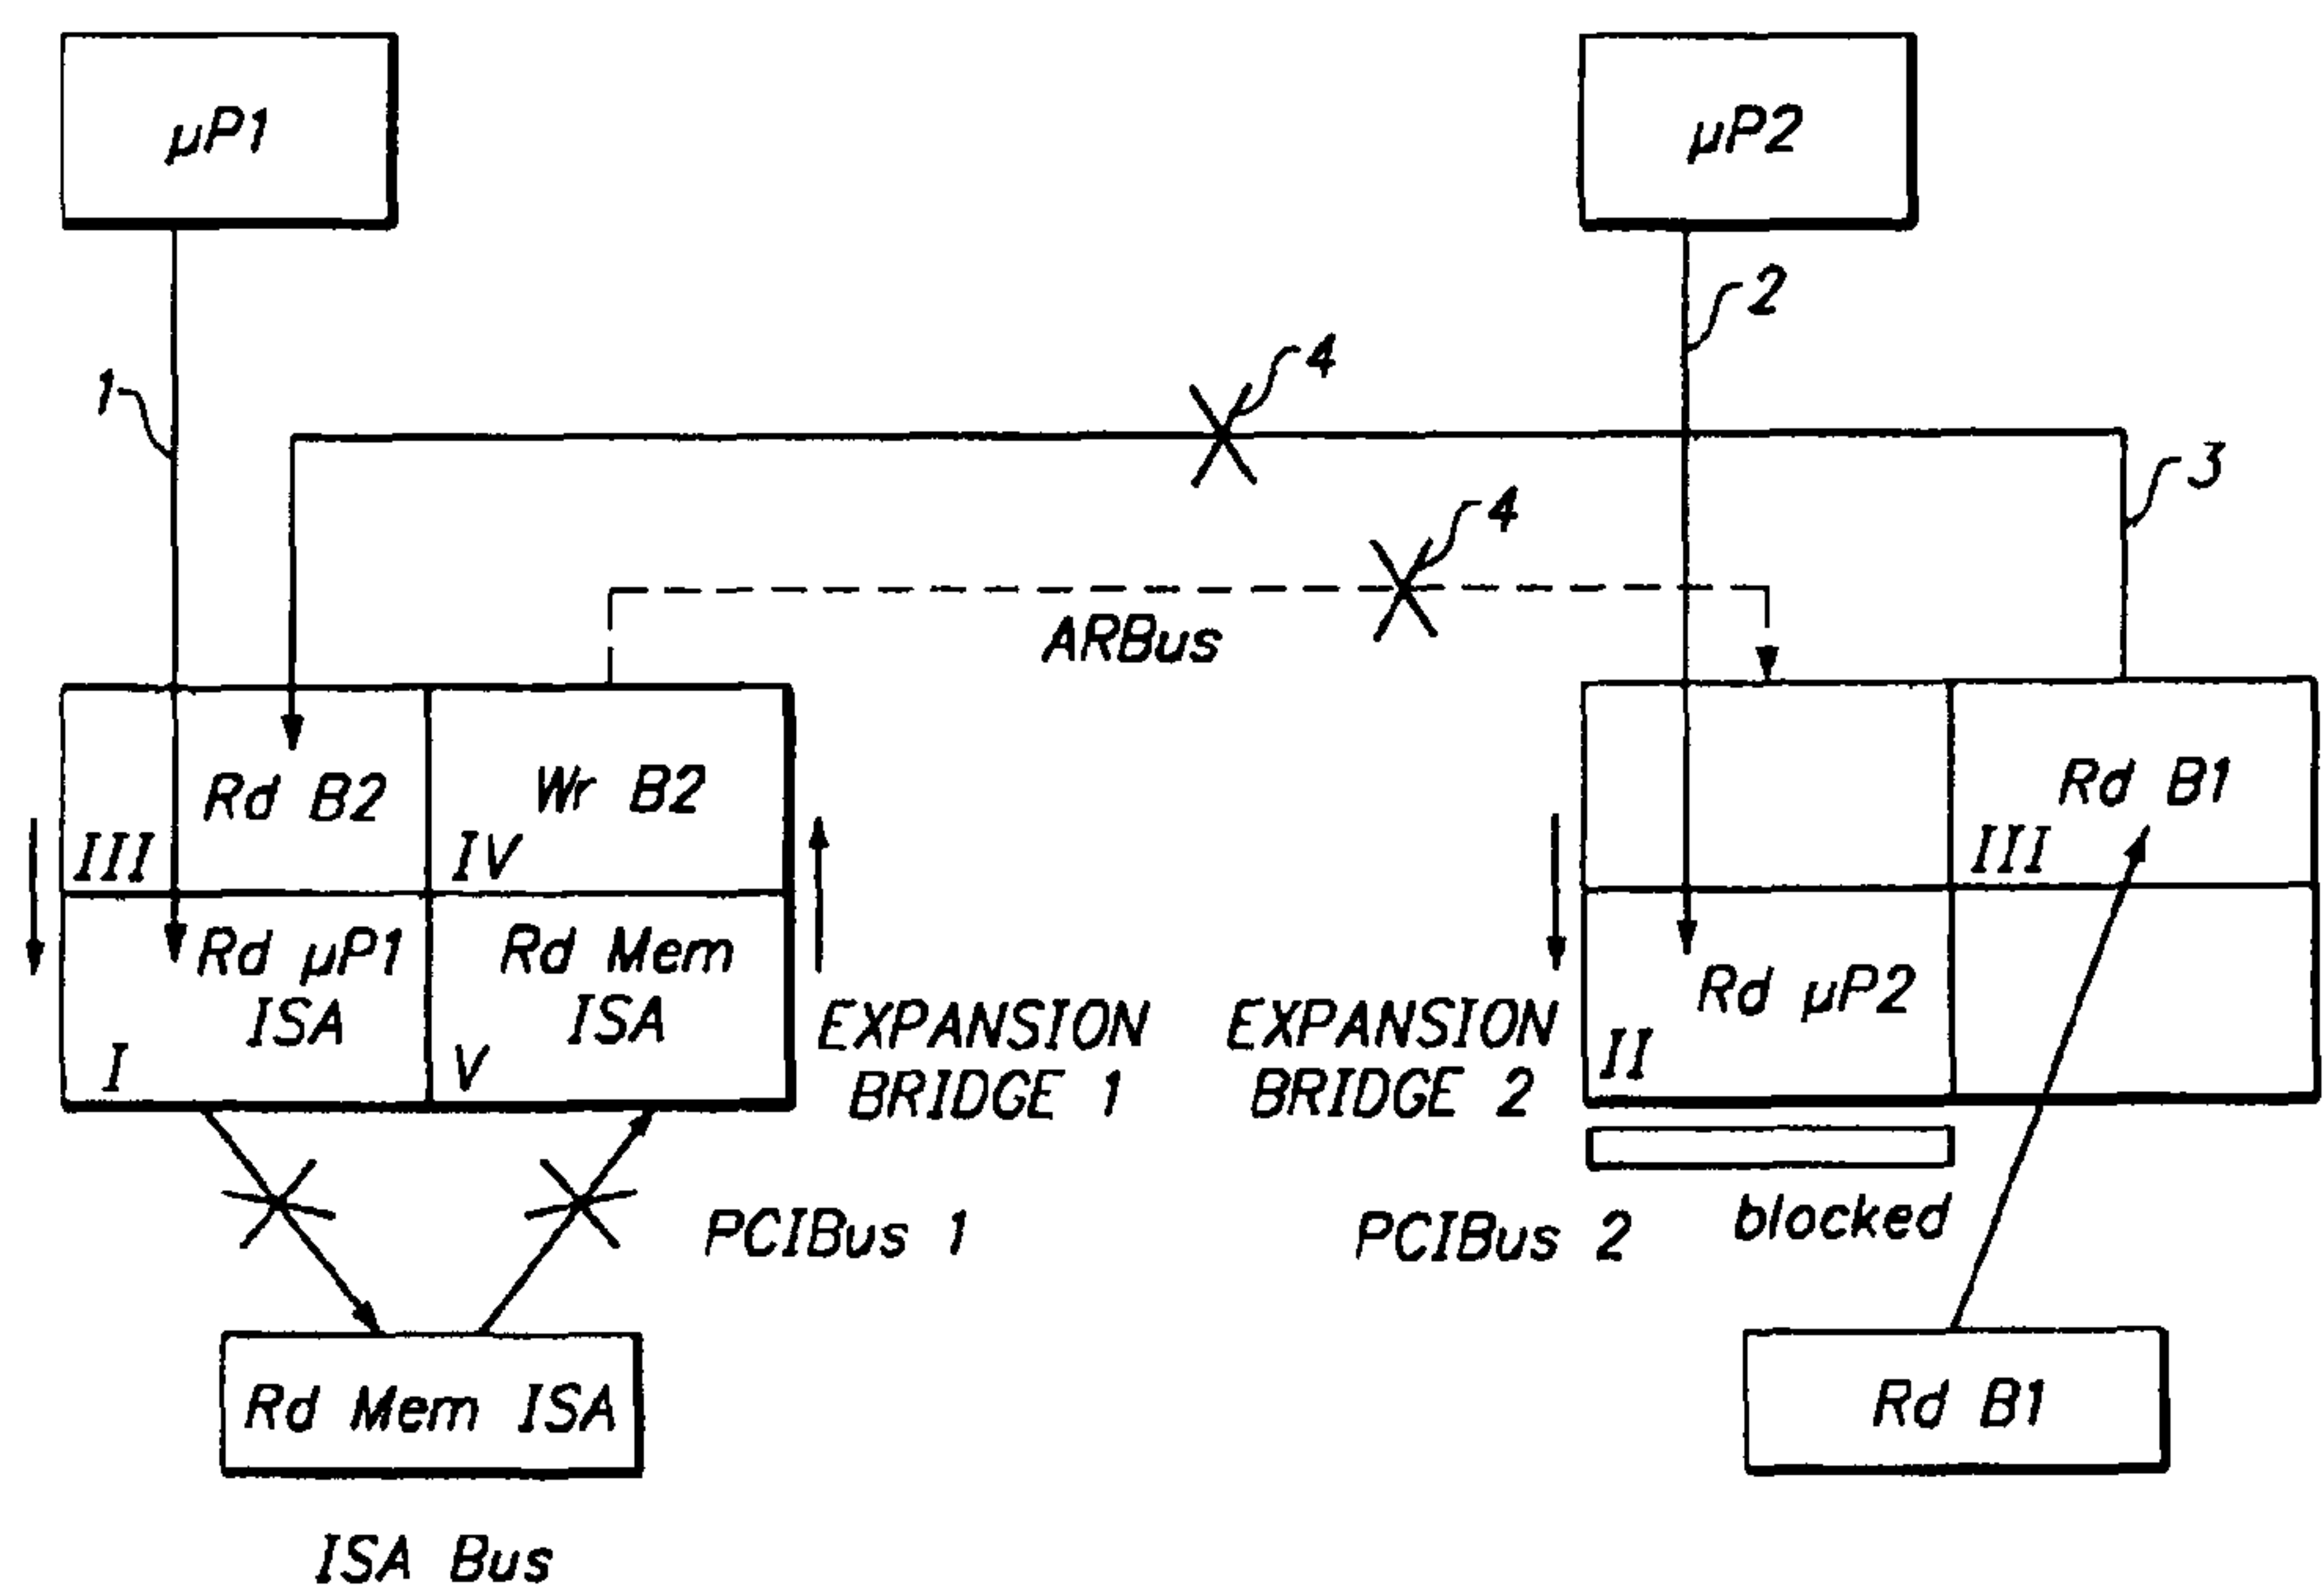 μP1
μP2
1
2
4
3
4
ARBus
Rd B2
III
Wr B2
IV
Rd B1
III
Rd μP1
ISA
I
Rd Mem
ISA
V
EXPANSION
BRIDGE 1
EXPANSION
BRIDGE 2
Rd μP2
II
PCIBus 1
PCIBus 2
blocked
Rd Mem ISA
Rd B1
ISA Bus